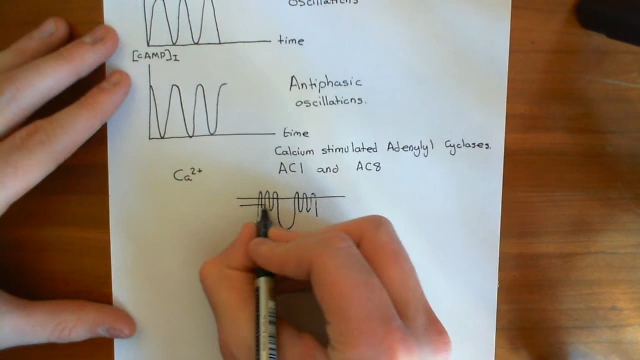 oscillations
time
[cAMP]I
Antiphasic
oscillations.
time
Calcium stimulated Adenylyl Cyclases.
AC1 and AC8
Ca2+